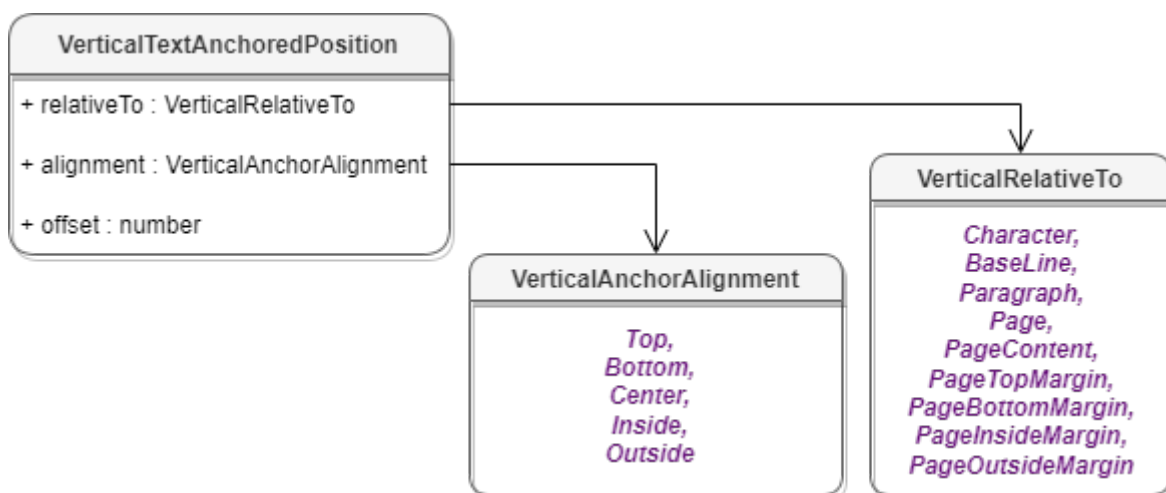 VerticalTextAnchoredPosition
+ relativeTo : VerticalRelativeTo
+ alignment : VerticalAnchorAlignment
+ offset : number
VerticalAnchorAlignment
Top,
Bottom,
Center,
Inside,
Outside
VerticalRelativeTo
Character,
BaseLine,
Paragraph,
Page,
PageContent,
PageTopMargin,
PageBottomMargin,
PageInsideMargin,
PageOutsideMargin